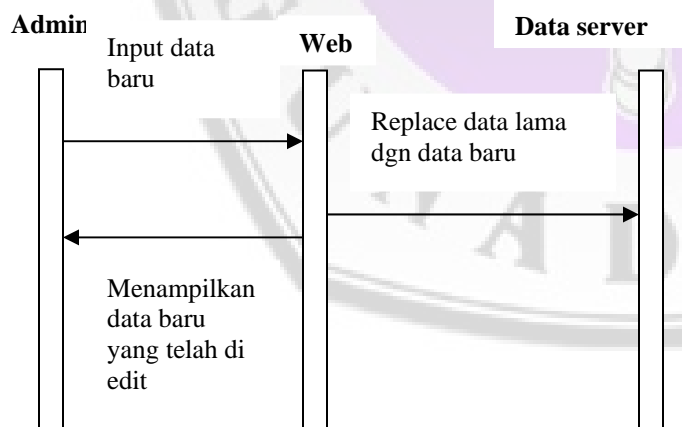 Admin
Web
Data server
Input data
baru
Replace data lama
dgn data baru
Menampilkan
data baru
yang telah di
edit